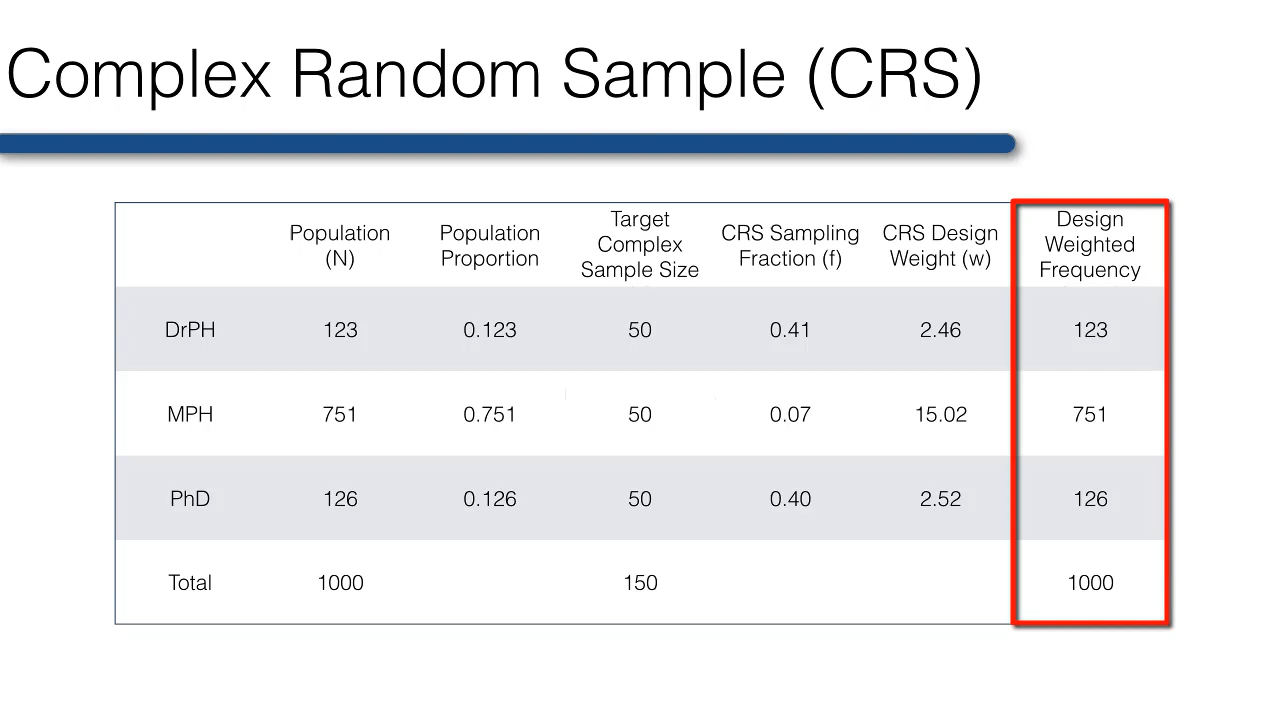 Complex Random Sample (CRS)
Population (N) Population Proportion Target Complex Sample Size CRS Sampling Fraction (f) CRS Design Weight (w) Design Weighted Frequency
DrPH 123 0.123 50 0.41 2.46 123
MPH 751 0.751 50 0.07 15.02 751
PhD 126 0.126 50 0.40 2.52 126
Total 1000 150 1000